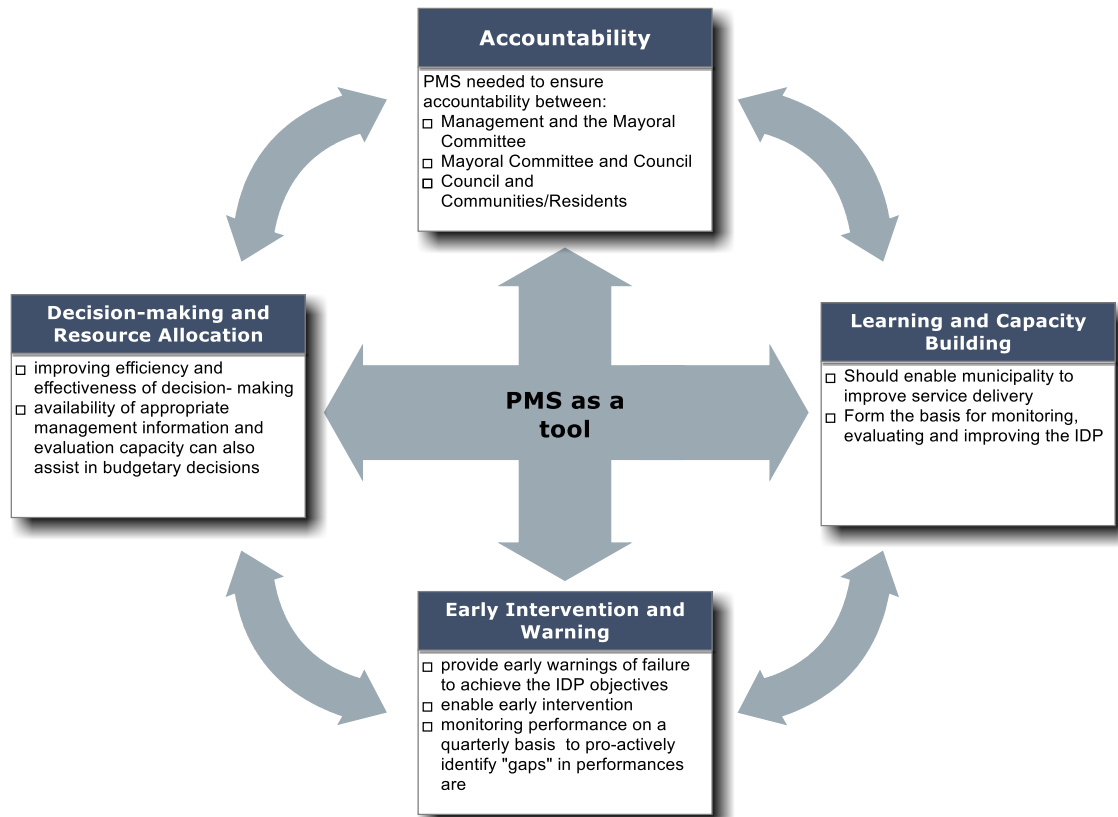 Accountability
PMS needed to ensure
accountability between:
Management and the Mayoral
Committee
Mayoral Committee and Council
Council and
Communities/Residents
Decision-making and
Resource Allocation
improving efficiency and
effectiveness of decision- making
availability of appropriate
management information and
evaluation capacity can also
assist in budgetary decisions
PMS as a
tool
Learning and Capacity
Building
Should enable municipality to
improve service delivery
Form the basis for monitoring,
evaluating and improving the IDP
Early Intervention and
Warning
provide early warnings of failure
to achieve the IDP objectives
enable early intervention
monitoring performance on a
quarterly basis  to pro-actively
identify "gaps" in performances
are